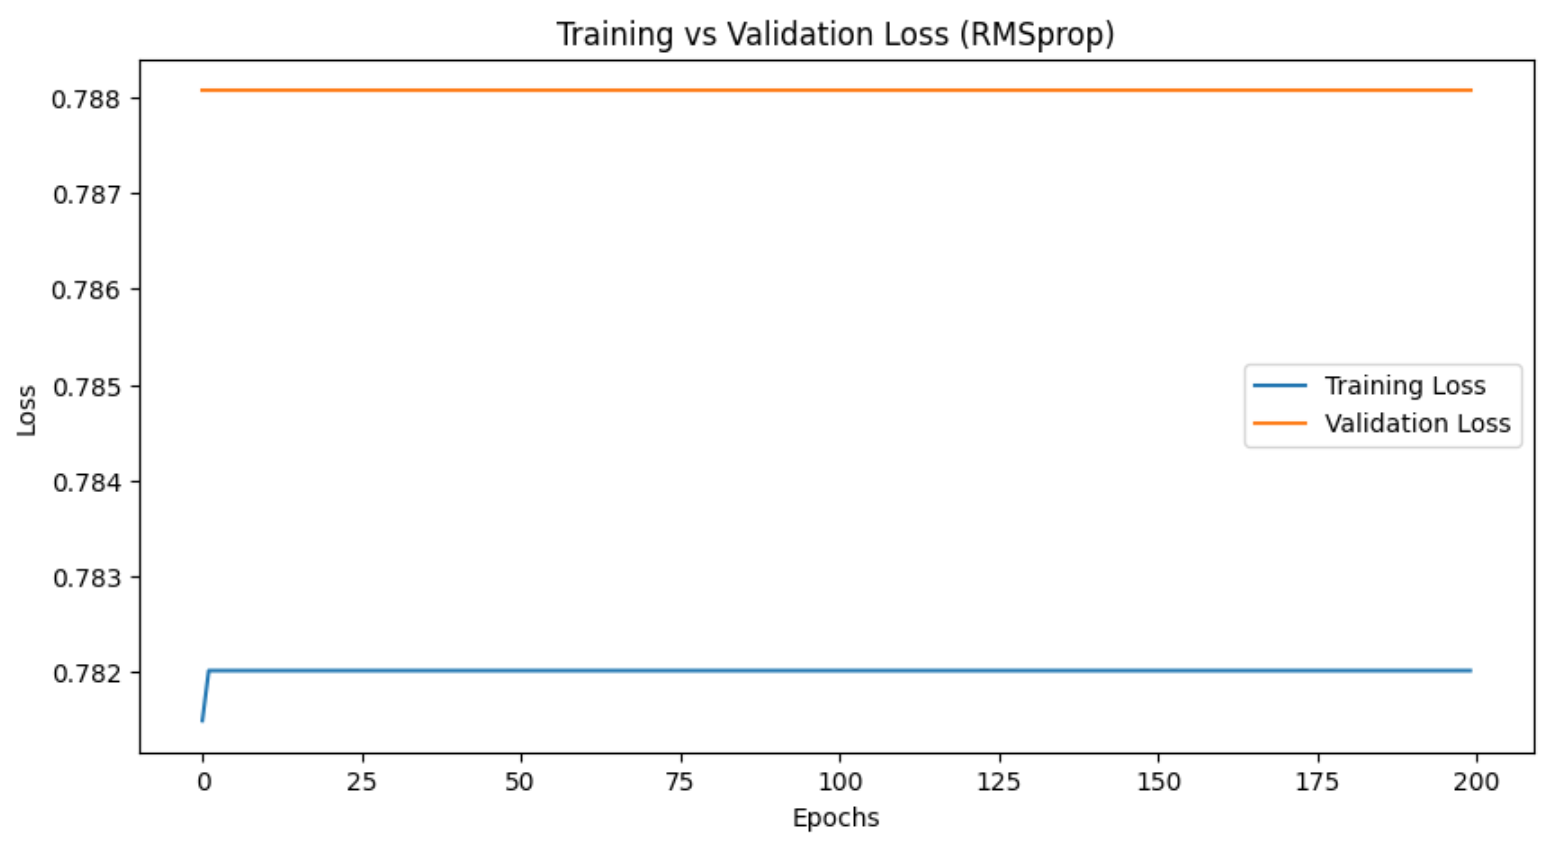 Training vs Validation Loss (RMSprop)
0.788
0.787
0.786
0.785
0.784
0.783
0.782
Loss
Training Loss
Validation Loss
0 25 50 75 100 125 150 175 200
Epochs